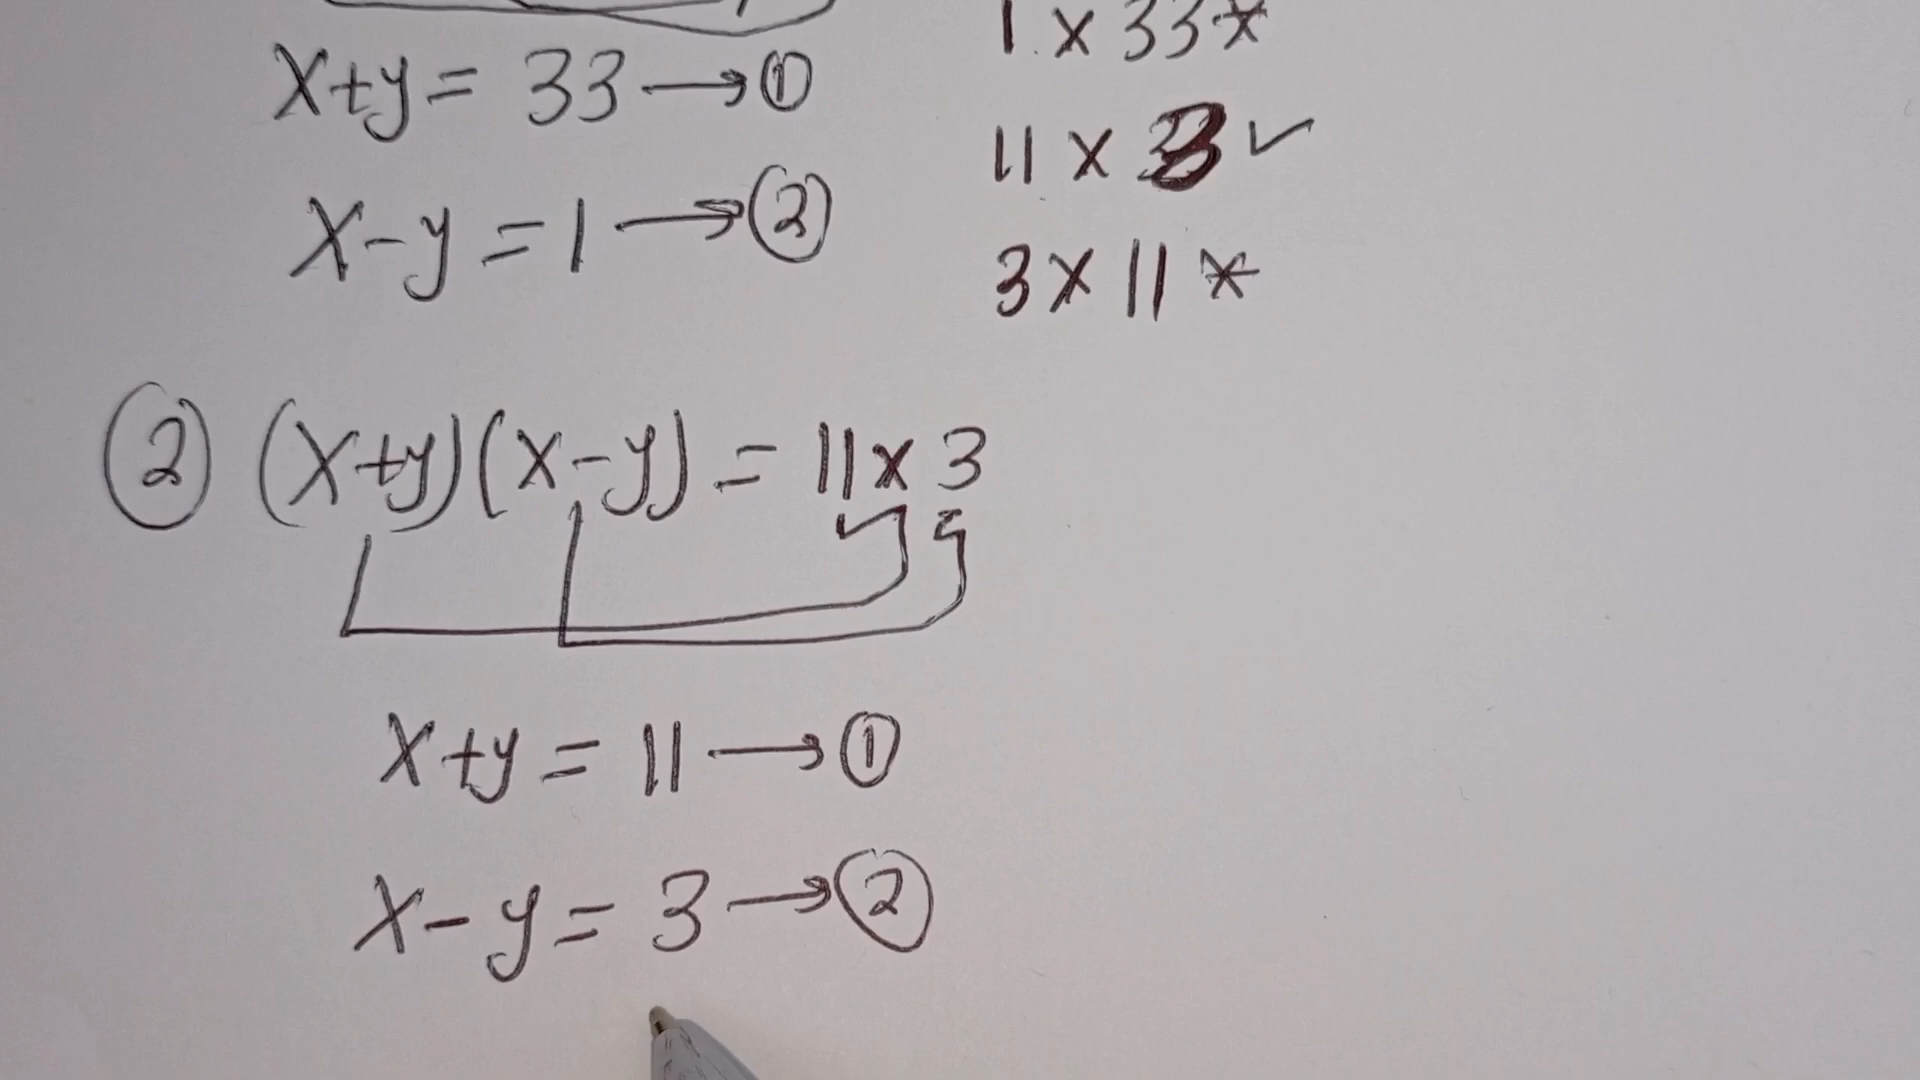 x+y = 33 → ①
x-y = 1 → ②
1 x 33 *
11 x 3 ✓
3 x 11 *
② (x+y)(x-y) = 11 x 3
x+y = 11 → ①
x-y = 3 → ②